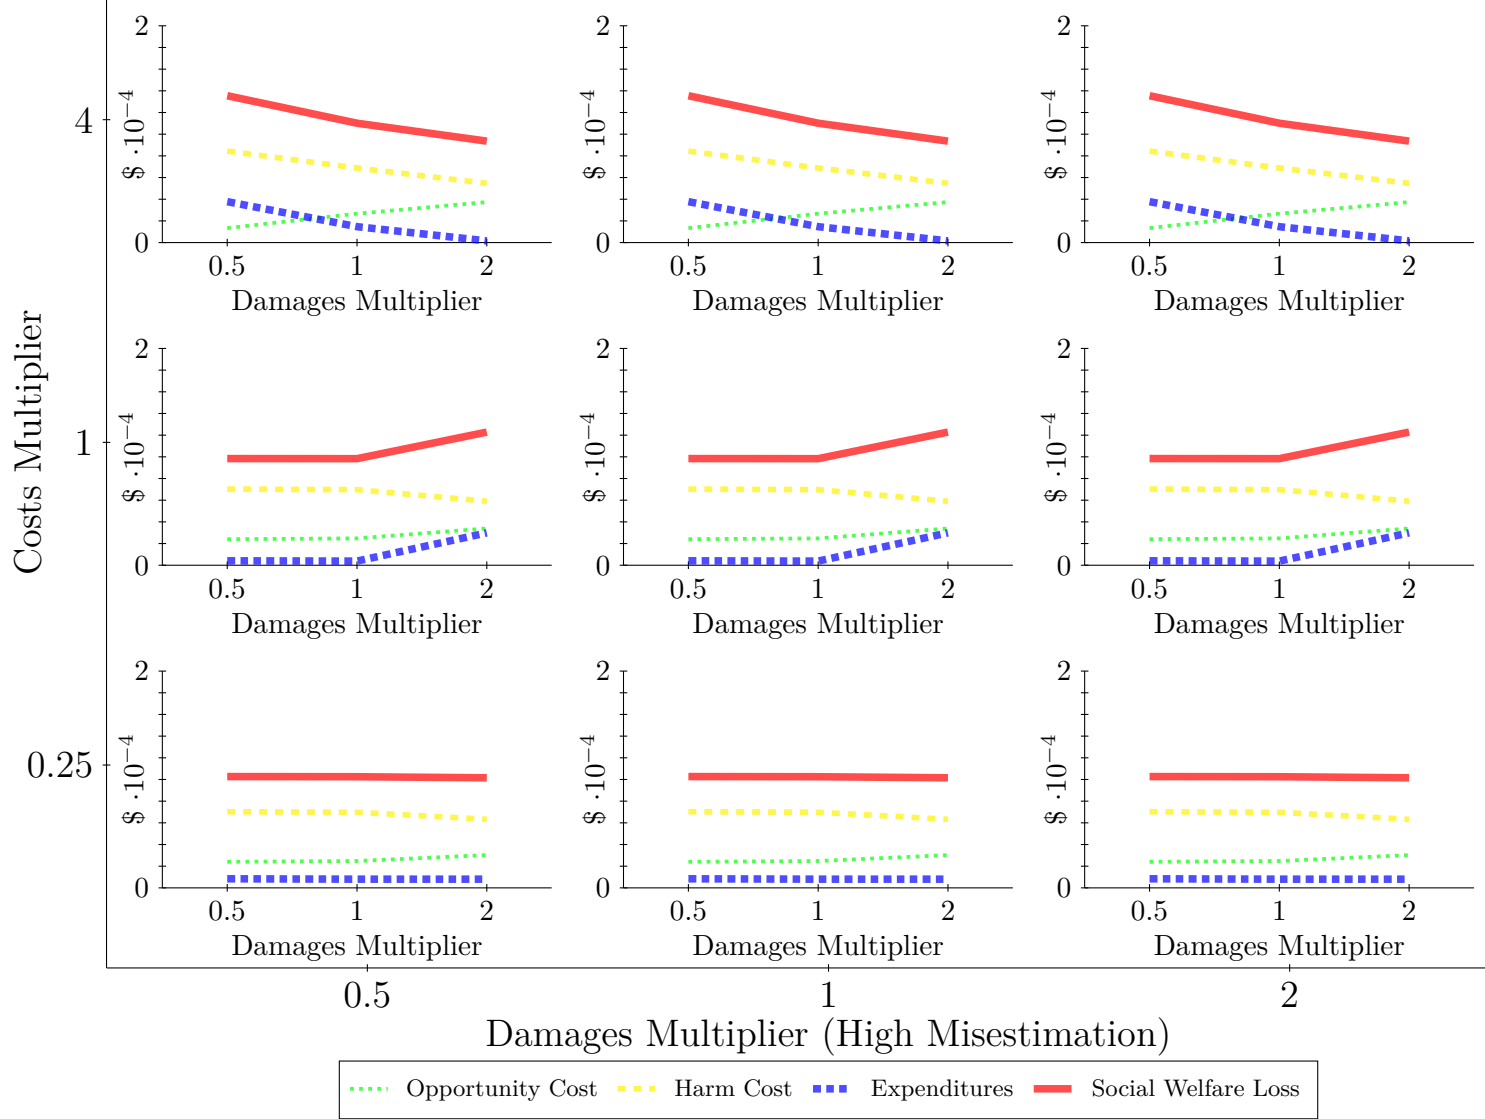 Costs Multiplier
4
1
0.25
2
$ ·10⁻⁴
0
0.5 1 2
Damages Multiplier
2
$ ·10⁻⁴
0
0.5 1 2
Damages Multiplier
2
$ ·10⁻⁴
0
0.5 1 2
Damages Multiplier
2
$ ·10⁻⁴
0
0.5 1 2
Damages Multiplier
2
$ ·10⁻⁴
0
0.5 1 2
Damages Multiplier
2
$ ·10⁻⁴
0
0.5 1 2
Damages Multiplier
2
$ ·10⁻⁴
0
0.5 1 2
Damages Multiplier
2
$ ·10⁻⁴
0
0.5 1 2
Damages Multiplier
2
$ ·10⁻⁴
0
0.5 1 2
Damages Multiplier
0.5 1 2
Damages Multiplier (High Misestimation)
Opportunity Cost Harm Cost Expenditures Social Welfare Loss